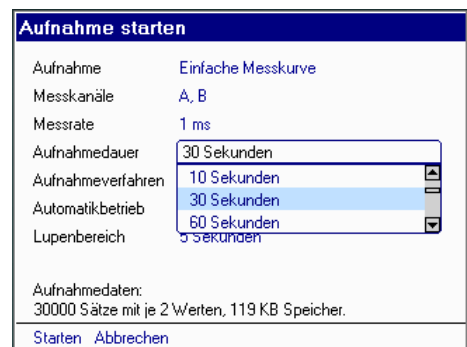 Aufnahme starten
Aufnahme Einfache Messkurve
Messkanäle A, B
Messrate 1 ms
Aufnahmedauer 30 Sekunden
Aufnahmeverfahren 10 Sekunden
30 Sekunden
Automatikbetrieb
60 Sekunden
Lupenbereich 5 Sekunden
Aufnahmedaten:
30000 Sätze mit je 2 Werten, 119 KB Speicher.
Starten Abbrechen